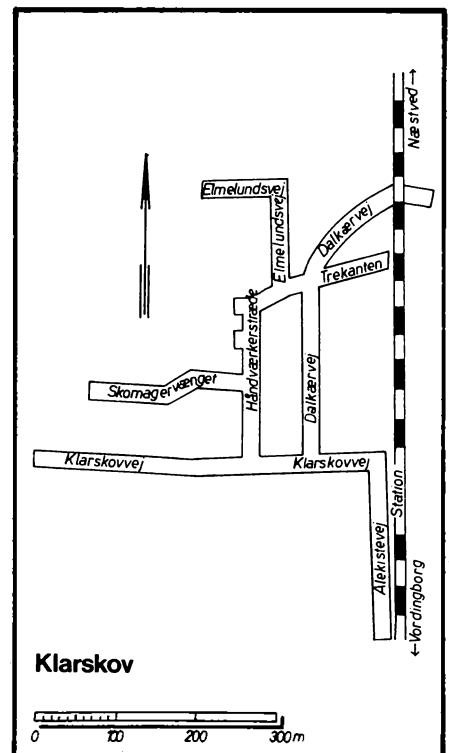 Næstved →
Elmelundsvej
Elmelundsvej
Dalkærvej
Trekanten
Håndværkerstræde
Skomagervænget
Dalkærvej
Klarskovvej
Klarskovvej
Station
Alekistevej
← Vordingborg
Klarskov
0 100 200 300 m